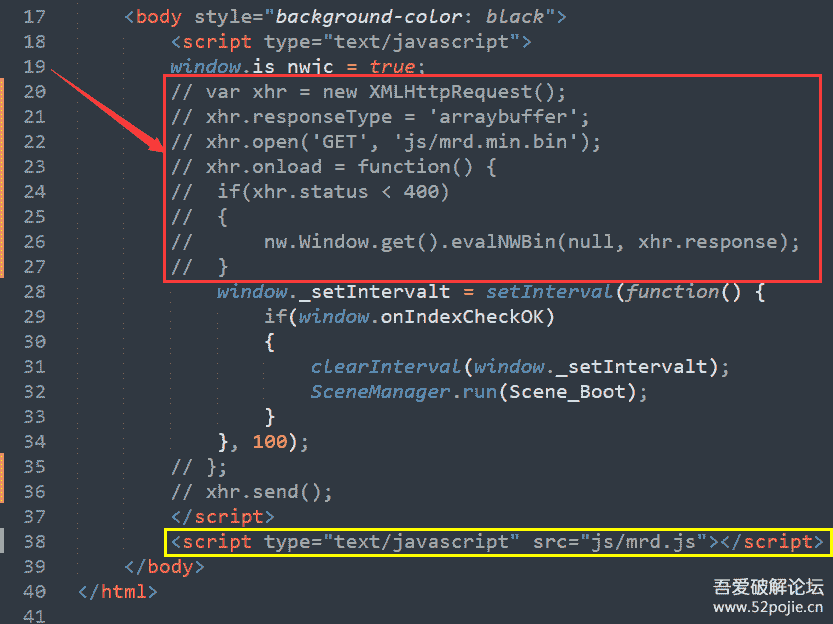 17 <body style="background-color: black">
18 <script type="text/javascript">
19 window.is_nwjc = true;
20 // var xhr = new XMLHttpRequest();
21 // xhr.responseType = 'arraybuffer';
22 // xhr.open('GET', 'js/mrd.min.bin');
23 // xhr.onload = function() {
24 //  if(xhr.status < 400)
25 //  {
26 //      nw.Window.get().evalNWBin(null, xhr.response);
27 //  }
28 window._setIntervalt = setInterval(function() {
29 if(window.onIndexCheckOK)
30 {
31 clearInterval(window._setIntervalt);
32 SceneManager.run(Scene_Boot);
33 }
34 }, 100);
35 // };
36 // xhr.send();
37 </script>
38 <script type="text/javascript" src="js/mrd.js"></script>
39 </body>
40 </html>
41
吾爱破解论坛
www.52pojie.cn